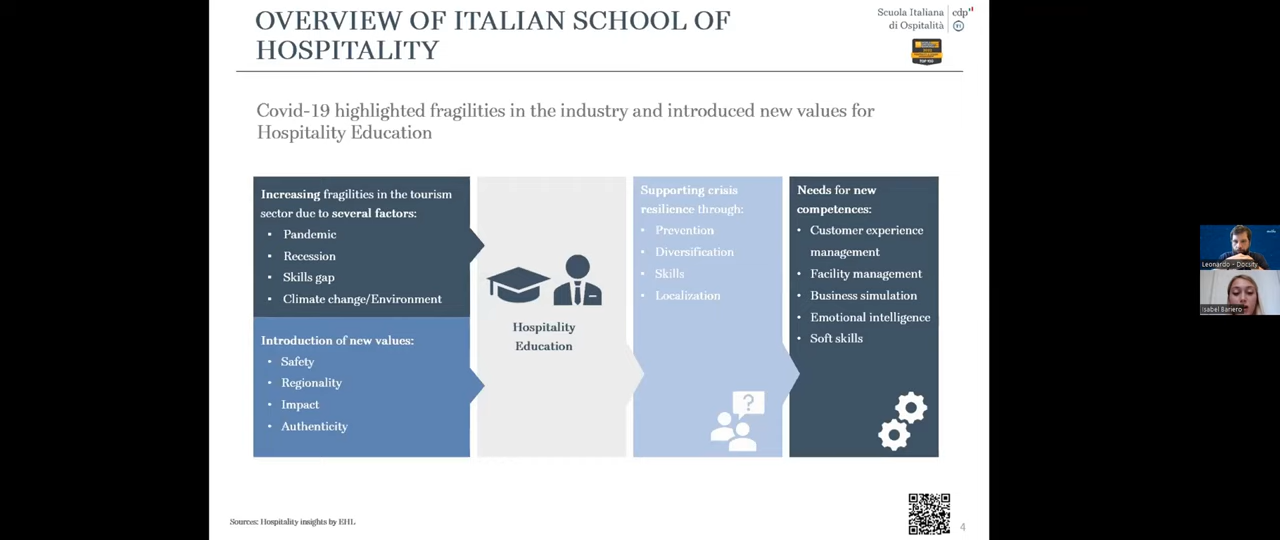 OVERVIEW OF ITALIAN SCHOOL OF
HOSPITALITY
Scuola Italiana
di Ospitalità
cdp
Covid-19 highlighted fragilities in the industry and introduced new values for
Hospitality Education
Increasing fragilities in the tourism
sector due to several factors:
• Pandemic
• Recession
• Skills gap
• Climate change/Environment
Introduction of new values:
• Safety
• Regionality
• Impact
• Authenticity
Hospitality
Education
Supporting crisis
resilience through:
• Prevention
• Diversification
• Skills
• Localization
?
Needs for new
competences:
• Customer experience
management
• Facility management
• Business simulation
• Emotional intelligence
• Soft skills
Leonardo - Docsity
Isabel Bariero
Sources: Hospitality insights by EHL
4